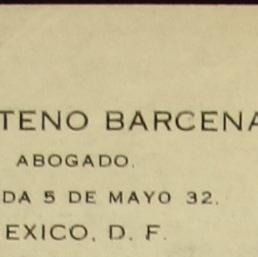 TENO BARCENA
ABOGADO.
DA 5 DE MAYO 32.
EXICO, D. F.